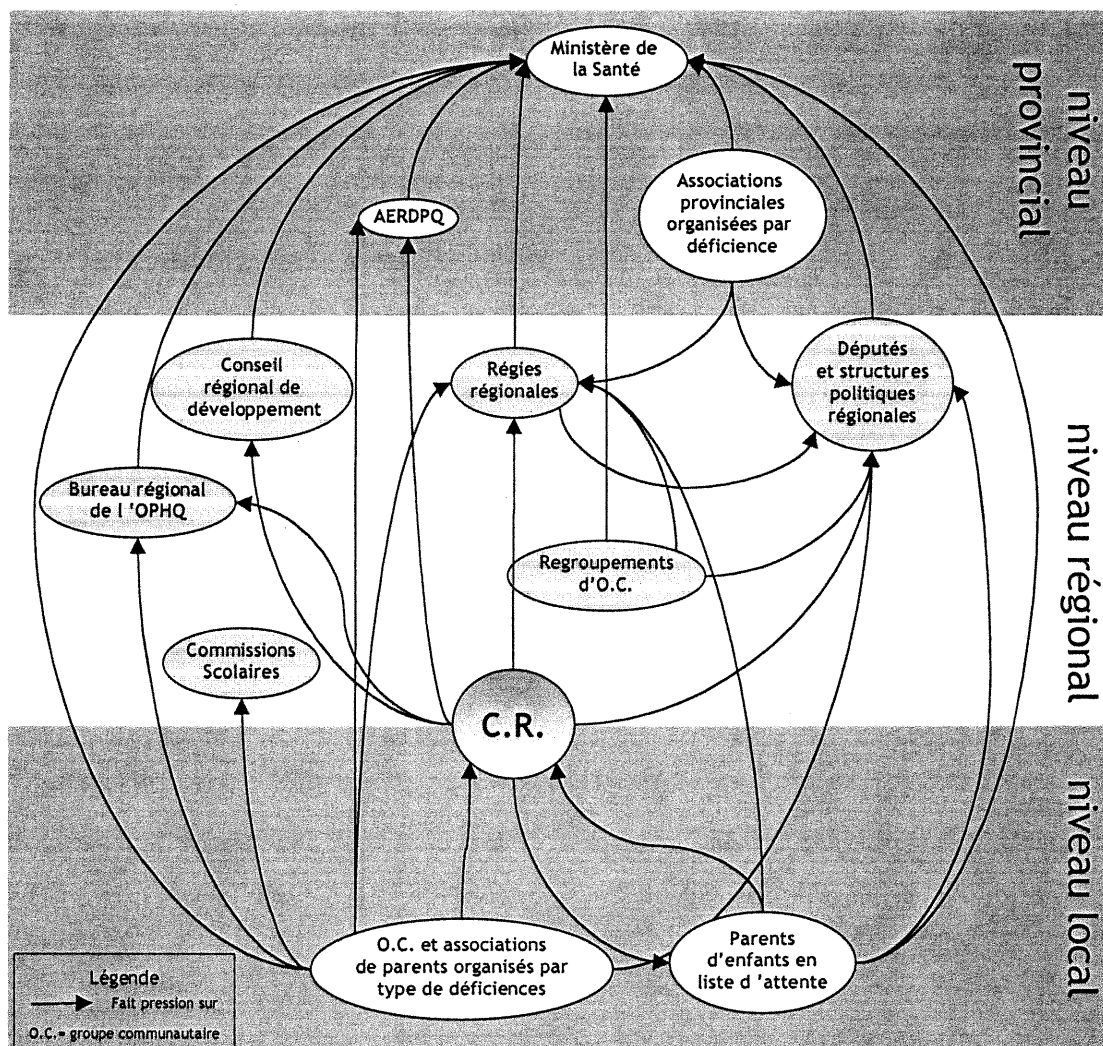 Ministère de
la Santé
niveau
provincial
Associations
provinciales
organisées par
déficience
AERDPQ
Conseil
régional de
développement
Régies
régionales
Députés
et structures
politiques
régionales
niveau régional
Bureau régional
de l 'OPHQ
Regroupements
d'O.C.
Commissions
Scolaires
C.R.
niveau local
O.C. et associations
de parents organisés par
type de déficiences
Parents
d'enfants en
liste d 'attente
Légende
Fait pression sur
O.C.= groupe communautaire